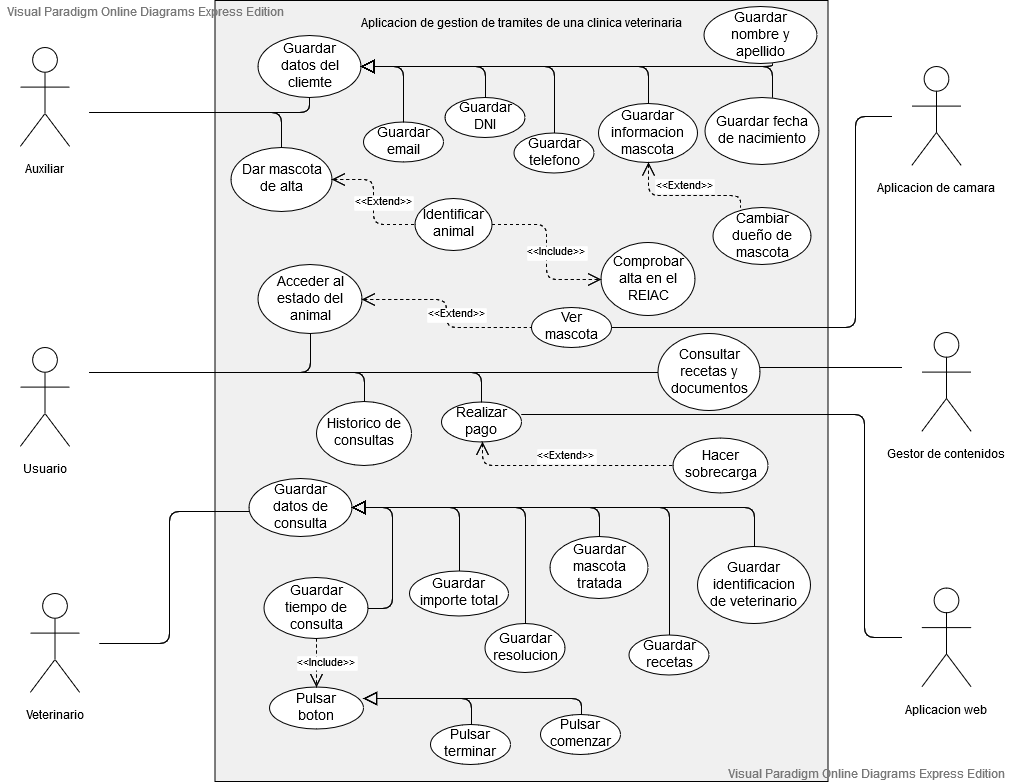 Visual Paradigm Online Diagrams Express Edition
Aplicacion de gestion de tramites de una clinica veterinaria
Guardar
nombre y
apellido
Guardar
datos del
cliemte
Guardar
email
Guardar
DNI
Guardar
telefono
Guardar
informacion
mascota
Guardar fecha
de nacimiento
Auxiliar
Aplicacion de camara
Dar mascota
de alta
<<Extend>>
<<Extend>>
Identificar
animal
Cambiar
dueño de
mascota
<<Include>>
Comprobar
alta en el
REIAC
Acceder al
estado del
animal
<<Extend>>
Ver
mascota
Consultar
recetas y
documentos
Usuario
Gestor de contenidos
Historico de
consultas
Realizar
pago
<<Extend>>
Hacer
sobrecarga
Guardar
datos de
consulta
Guardar
tiempo de
consulta
Guardar
importe total
Guardar
resolucion
Guardar
mascota
tratada
Guardar
recetas
Guardar
identificacion
de veterinario
<<Include>>
Pulsar
boton
Pulsar
terminar
Pulsar
comenzar
Veterinario
Aplicacion web
Visual Paradigm Online Diagrams Express Edition